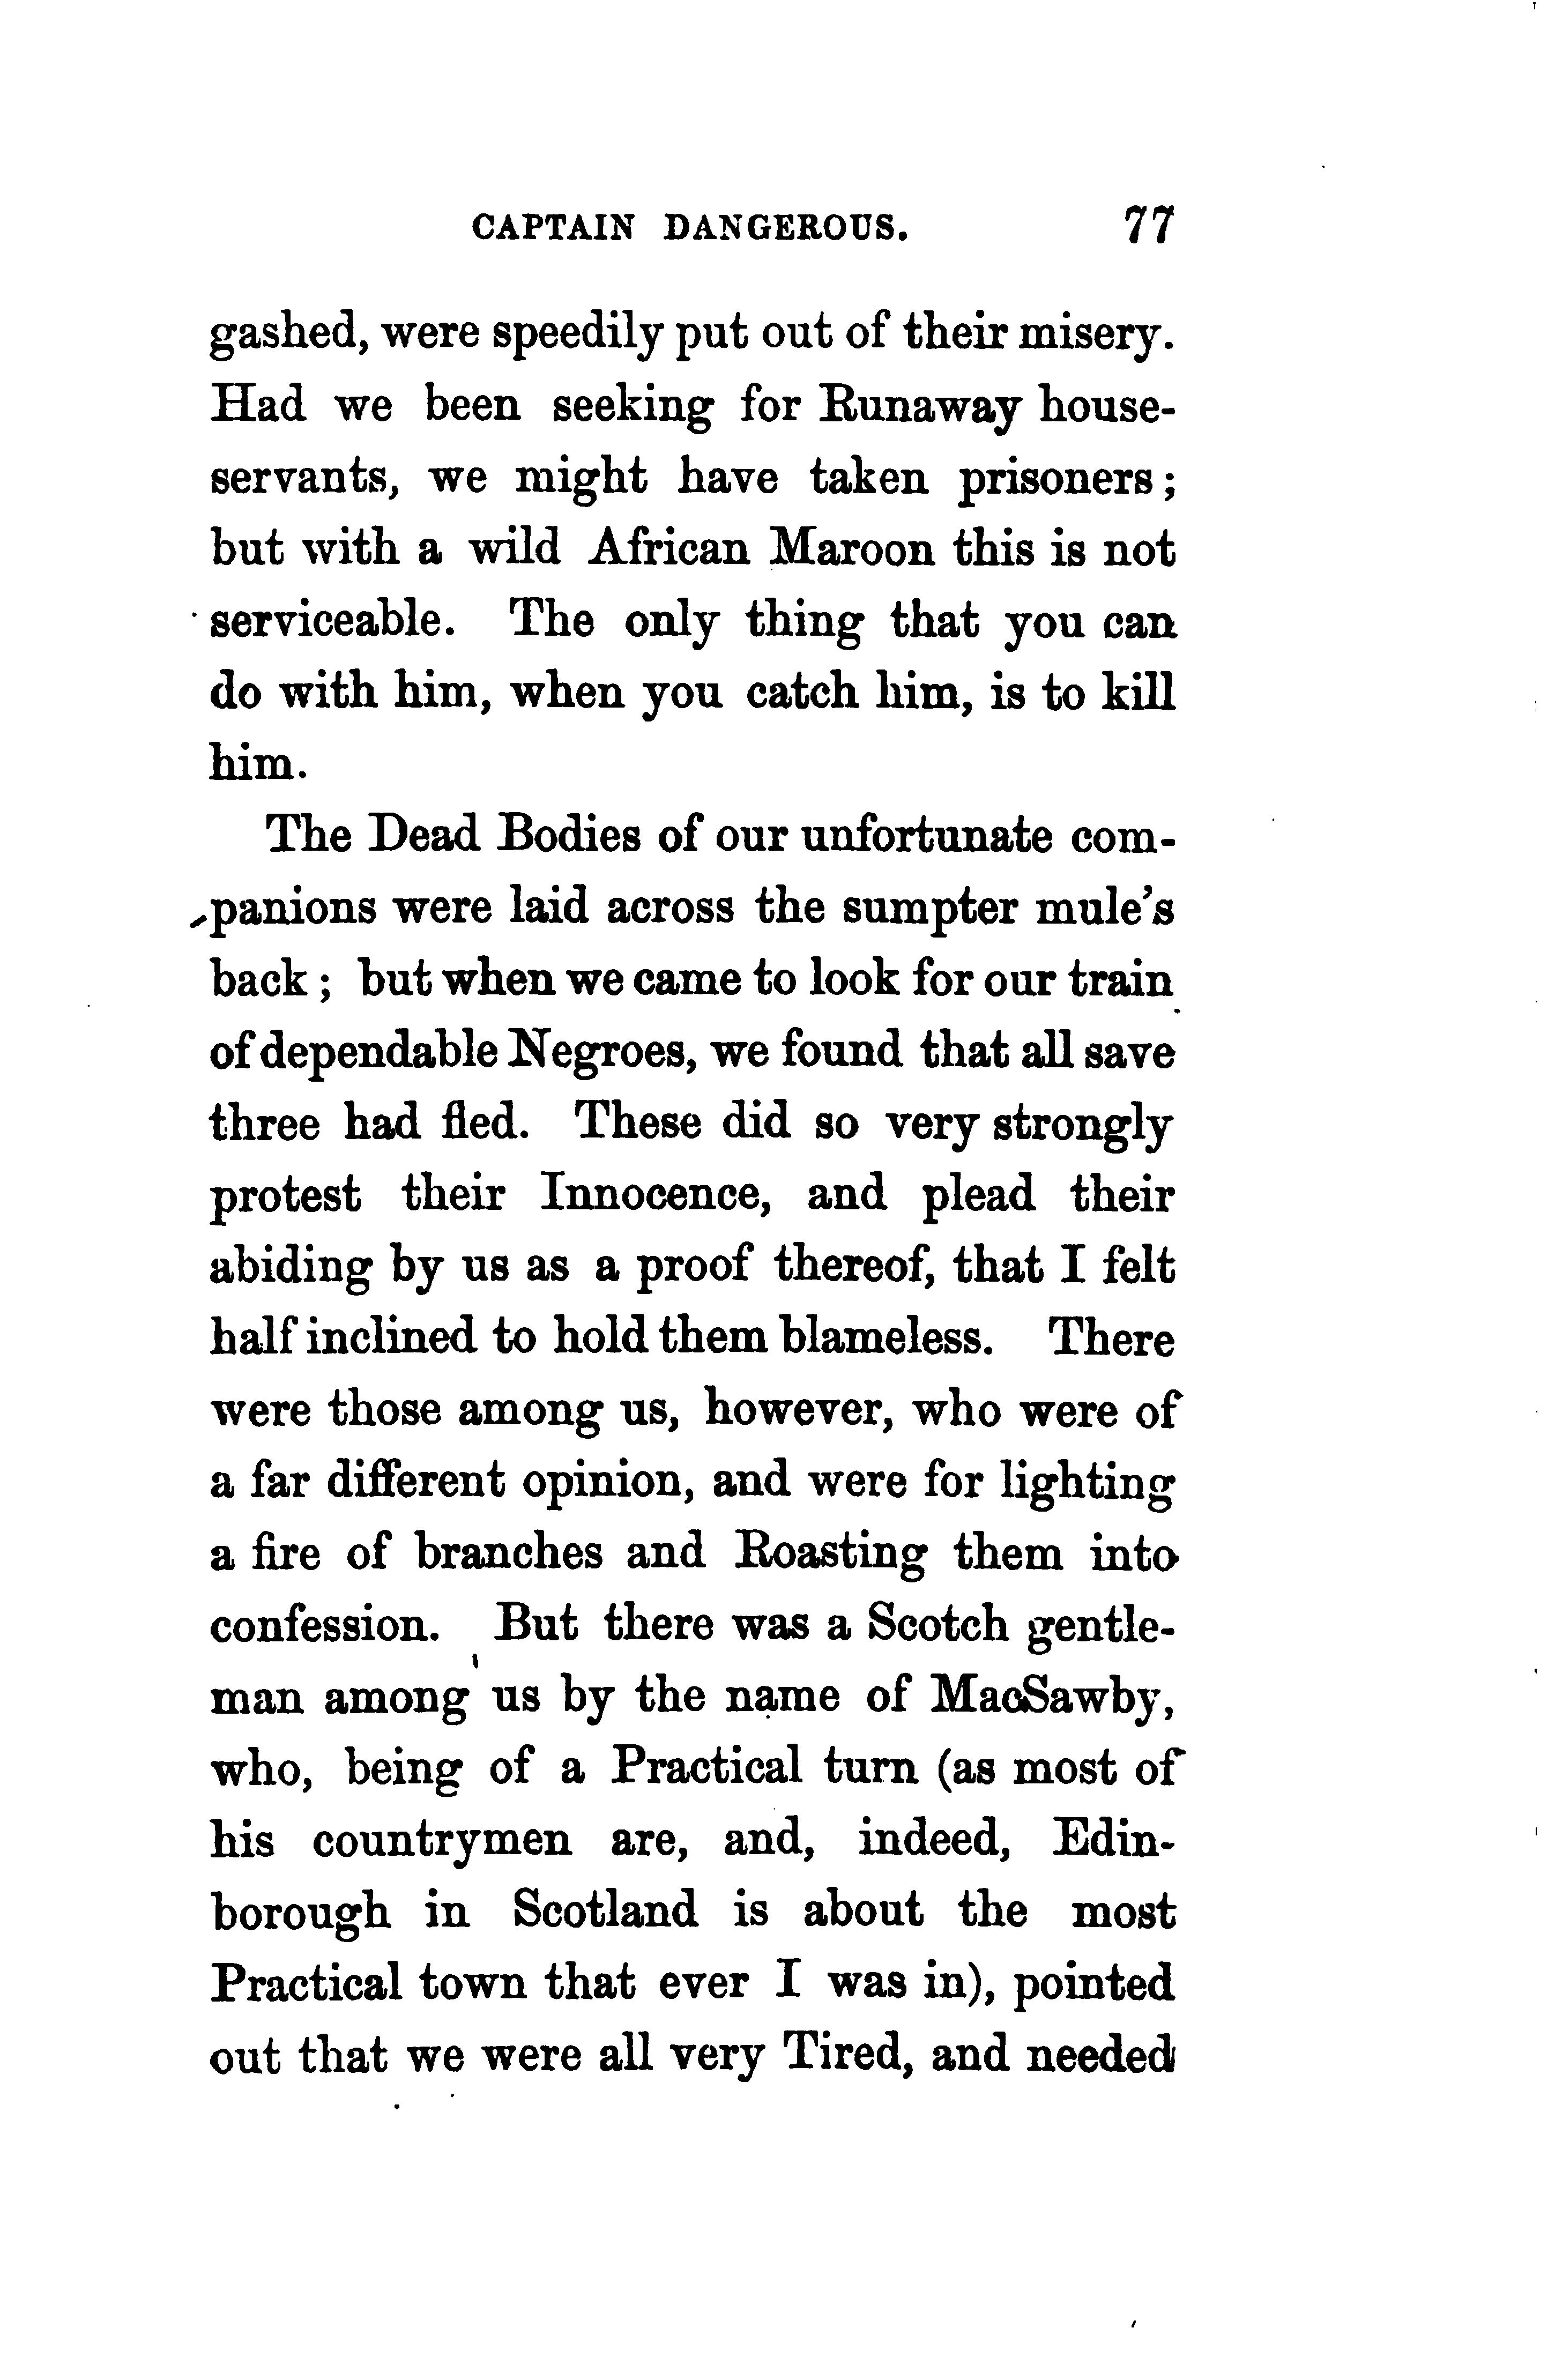 CAPTAIN DANGEROUS. 77
gashed, were speedily put out of their misery.
Had we been seeking for Runaway house-
servants, we might have taken prisoners;
but with a wild African Maroon this is not
serviceable. The only thing that you can
do with him, when you catch him, is to kill
him.
The Dead Bodies of our unfortunate com-
panions were laid across the sumpter mule's
back; but when we came to look for our train
of dependable Negroes, we found that all save
three had fled. These did so very strongly
protest their Innocence, and plead their
abiding by us as a proof thereof, that I felt
half inclined to hold them blameless. There
were those among us, however, who were of
a far different opinion, and were for lighting
a fire of branches and Roasting them into
confession. But there was a Scotch gentle-
man among us by the name of MacSawby,
who, being of a Practical turn (as most of
his countrymen are, and, indeed, Edin-
borough in Scotland is about the most
Practical town that ever I was in), pointed
out that we were all very Tired, and needed